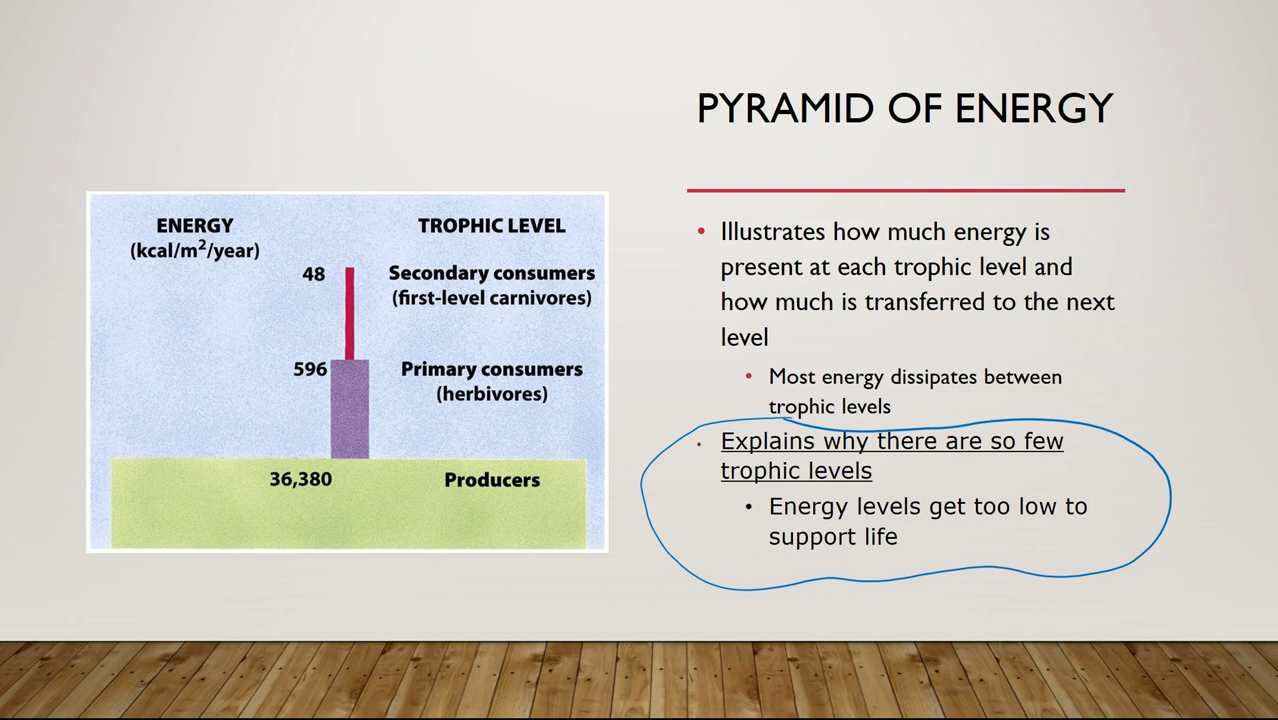 PYRAMID OF ENERGY
ENERGY
(kcal/m²/year)
TROPHIC LEVEL
48
Secondary consumers
(first-level carnivores)
596
Primary consumers
(herbivores)
36,380
Producers
• Illustrates how much energy is
present at each trophic level and
how much is transferred to the next
level
• Most energy dissipates between
trophic levels
• Explains why there are so few
trophic levels
• Energy levels get too low to
support life